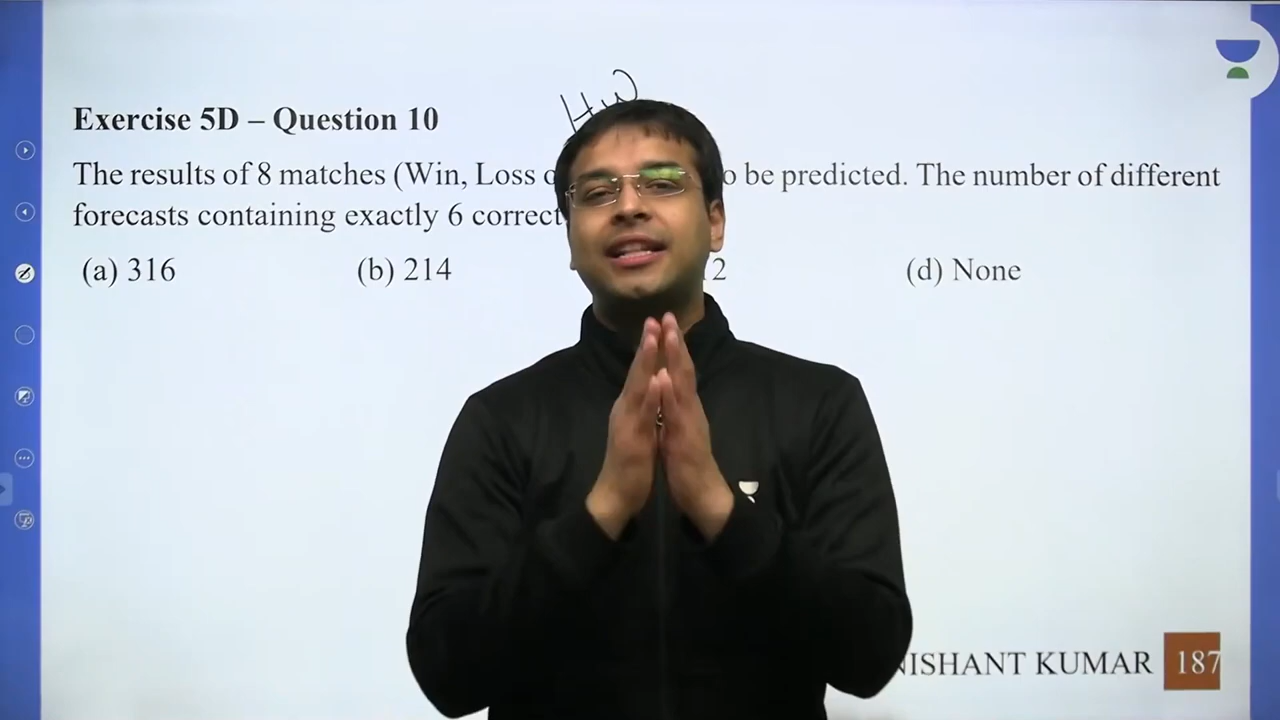 HW
Exercise 5D – Question 10
The results of 8 matches (Win, Loss be predicted. The number of different
forecasts containing exactly 6 correct
(a) 316 (b) 214 (d) None
NISHANT KUMAR 187